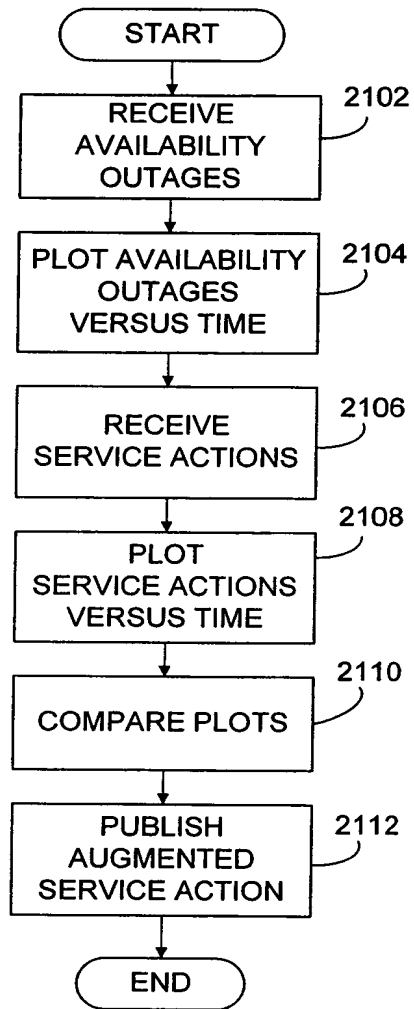 START
2102
RECEIVE
AVAILABILITY
OUTAGES
2104
PLOT AVAILABILITY
OUTAGES
VERSUS TIME
2106
RECEIVE
SERVICE ACTIONS
2108
PLOT
SERVICE ACTIONS
VERSUS TIME
2110
COMPARE PLOTS
2112
PUBLISH
AUGMENTED
SERVICE ACTION
END